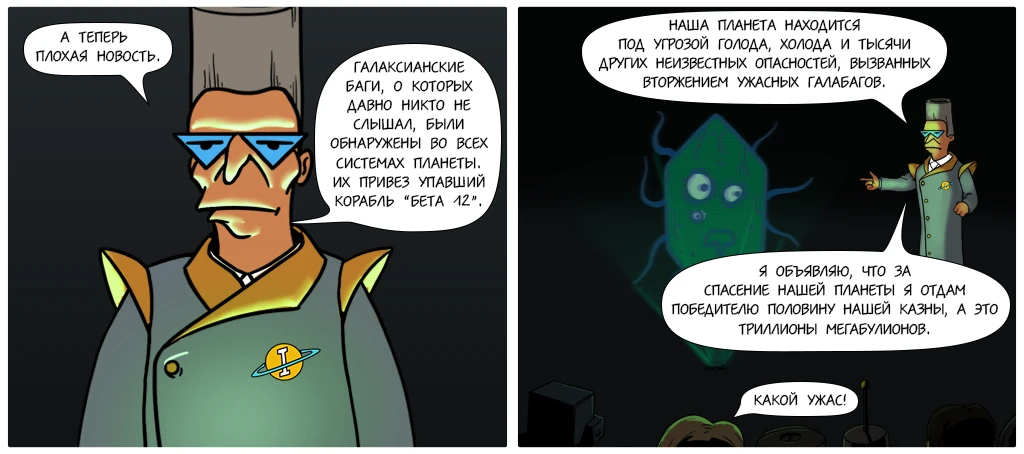 А ТЕПЕРЬ
ПЛОХАЯ НОВОСТЬ.
ГАЛАКСИАНСКИЕ
БАГИ, О КОТОРЫХ
ДАВНО НИКТО НЕ
СЛЫШАЛ, БЫЛИ
ОБНАРУЖЕНЫ ВО ВСЕХ
СИСТЕМАХ ПЛАНЕТЫ.
ИХ ПРИВЕЗ УПАВШИЙ
КОРАБЛЬ "БЕТА 12".
I
НАША ПЛАНЕТА НАХОДИТСЯ
ПОД УГРОЗОЙ ГОЛОДА, ХОЛОДА И ТЫСЯЧИ
ДРУГИХ НЕИЗВЕСТНЫХ ОПАСНОСТЕЙ, ВЫЗВАННЫХ
ВТОРЖЕНИЕМ УЖАСНЫХ ГАЛАБАГОВ.
Я ОБЪЯВЛЯЮ, ЧТО ЗА
СПАСЕНИЕ НАШЕЙ ПЛАНЕТЫ Я ОТДАМ
ПОБЕДИТЕЛЮ ПОЛОВИНУ НАШЕЙ КАЗНЫ, А ЭТО
ТРИЛЛИОНЫ МЕГАБУЛИОНОВ.
КАКОЙ УЖАС!